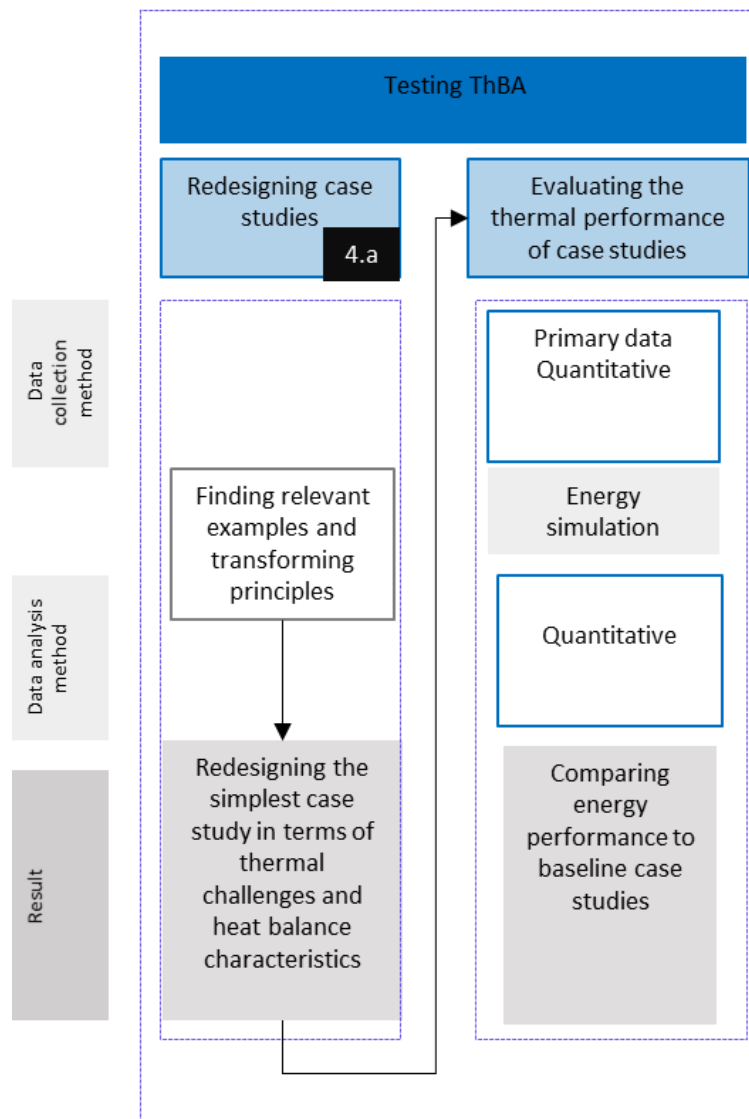 Testing ThBA
Redesigning case
studies
4.a
Evaluating the
thermal performance
of case studies
Data
collection
method
Primary data
Quantitative
Finding relevant
examples and
transforming
principles
Energy
simulation
Data analysis
method
Quantitative
Result
Redesigning the
simplest case
study in terms of
thermal
challenges and
heat balance
characteristics
Comparing
energy
performance to
baseline case
studies